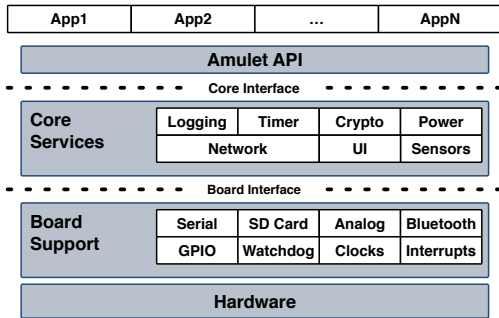 App1 App2 ... AppN
Amulet API
Core Interface
Core Services
Logging Timer Crypto Power
Network UI Sensors
Board Interface
Board Support
Serial SD Card Analog Bluetooth
GPIO Watchdog Clocks Interrupts
Hardware